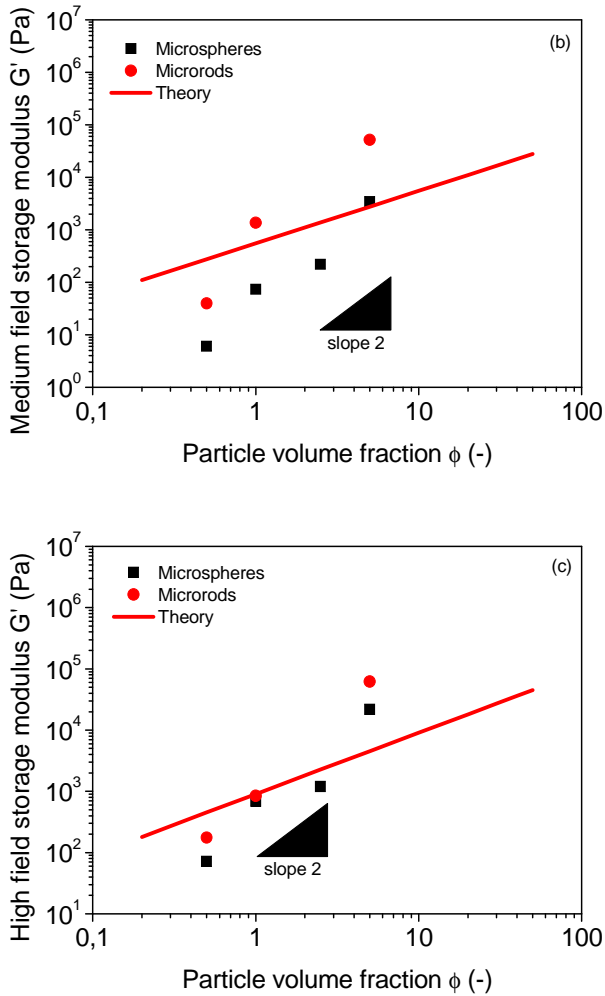 Medium field storage modulus G' (Pa)
10^7
10^6
10^5
10^4
10^3
10^2
10^1
10^0
(b)
Microspheres
Microrods
Theory
slope 2
0,1
1
10
100
Particle volume fraction ϕ (-)
High field storage modulus G' (Pa)
10^7
10^6
10^5
10^4
10^3
10^2
10^1
(c)
Microspheres
Microrods
Theory
slope 2
0,1
1
10
100
Particle volume fraction ϕ (-)